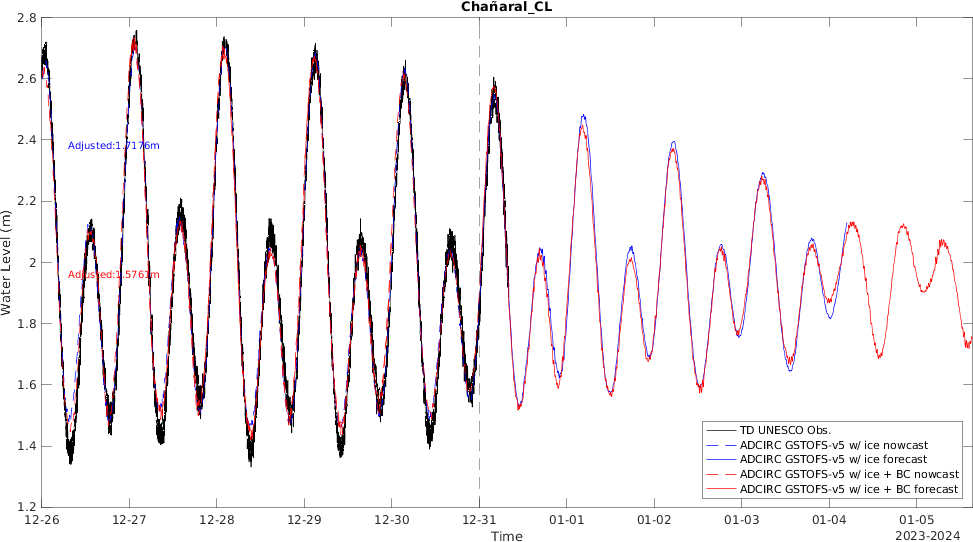 Chañaral_CL
2.8
2.6
2.4
2.2
2
1.8
1.6
1.4
1.2
Water Level (m)
Adjusted:1.7176m
Adjusted:1.5761m
TD UNESCO Obs.
ADCIRC GSTOFS-v5 w/ ice nowcast
ADCIRC GSTOFS-v5 w/ ice forecast
ADCIRC GSTOFS-v5 w/ ice + BC nowcast
ADCIRC GSTOFS-v5 w/ ice + BC forecast
12-26 12-27 12-28 12-29 12-30 12-31 01-01 01-02 01-03 01-04 01-05
Time
2023-2024